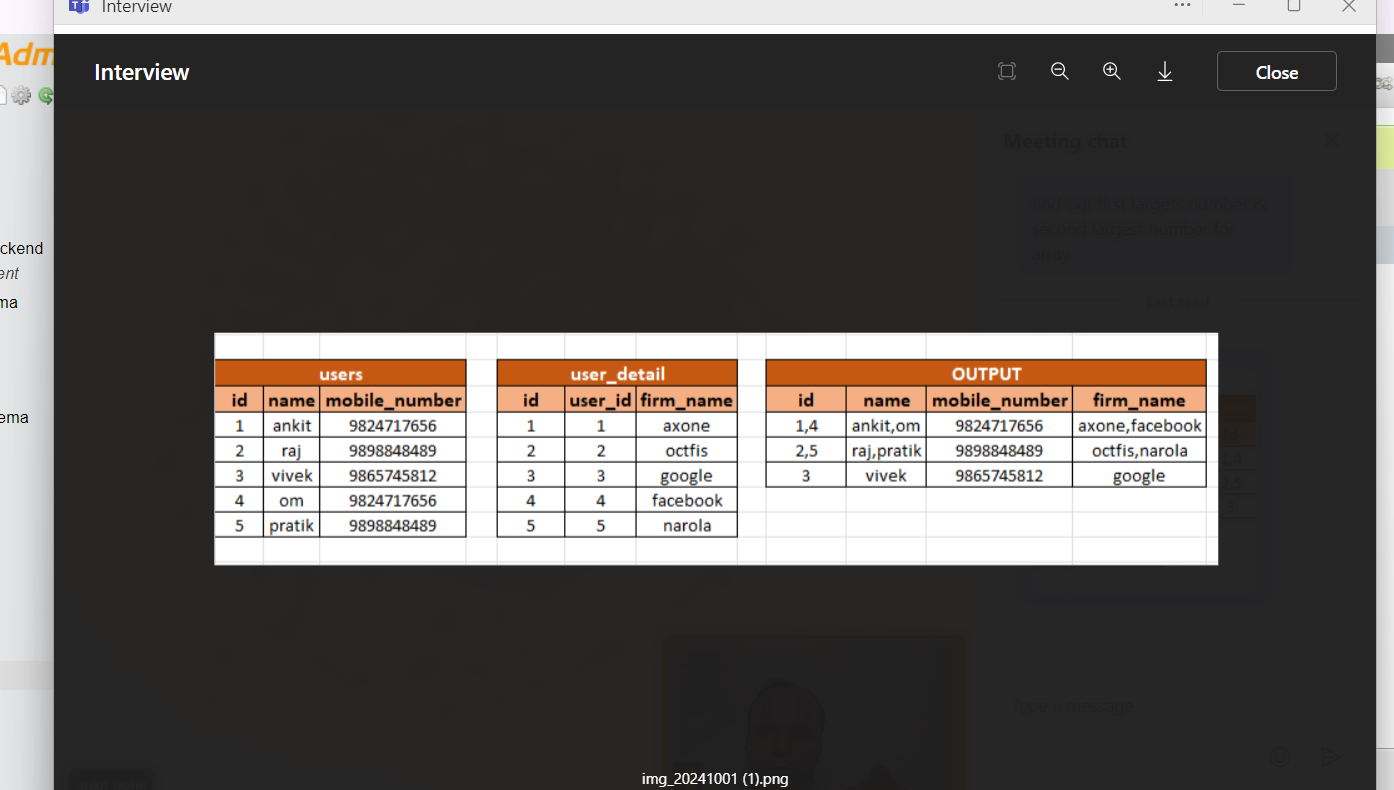 Interview
Adm
Interview
Close
Meeting chat
ckend
ent
ma
ema
users
id name mobile_number
1 ankit 9824717656
2 raj 9898848489
3 vivek 9865745812
4 om 9824717656
5 pratik 9898848489
user_detail
id user_id firm_name
1 1 axone
2 2 octfis
3 3 google
4 4 facebook
5 5 narola
OUTPUT
id name mobile_number firm_name
1,4 ankit,om 9824717656 axone,facebook
2,5 raj,pratik 9898848489 octfis,narola
3 vivek 9865745812 google
Type a message
img_20241001 (1).png